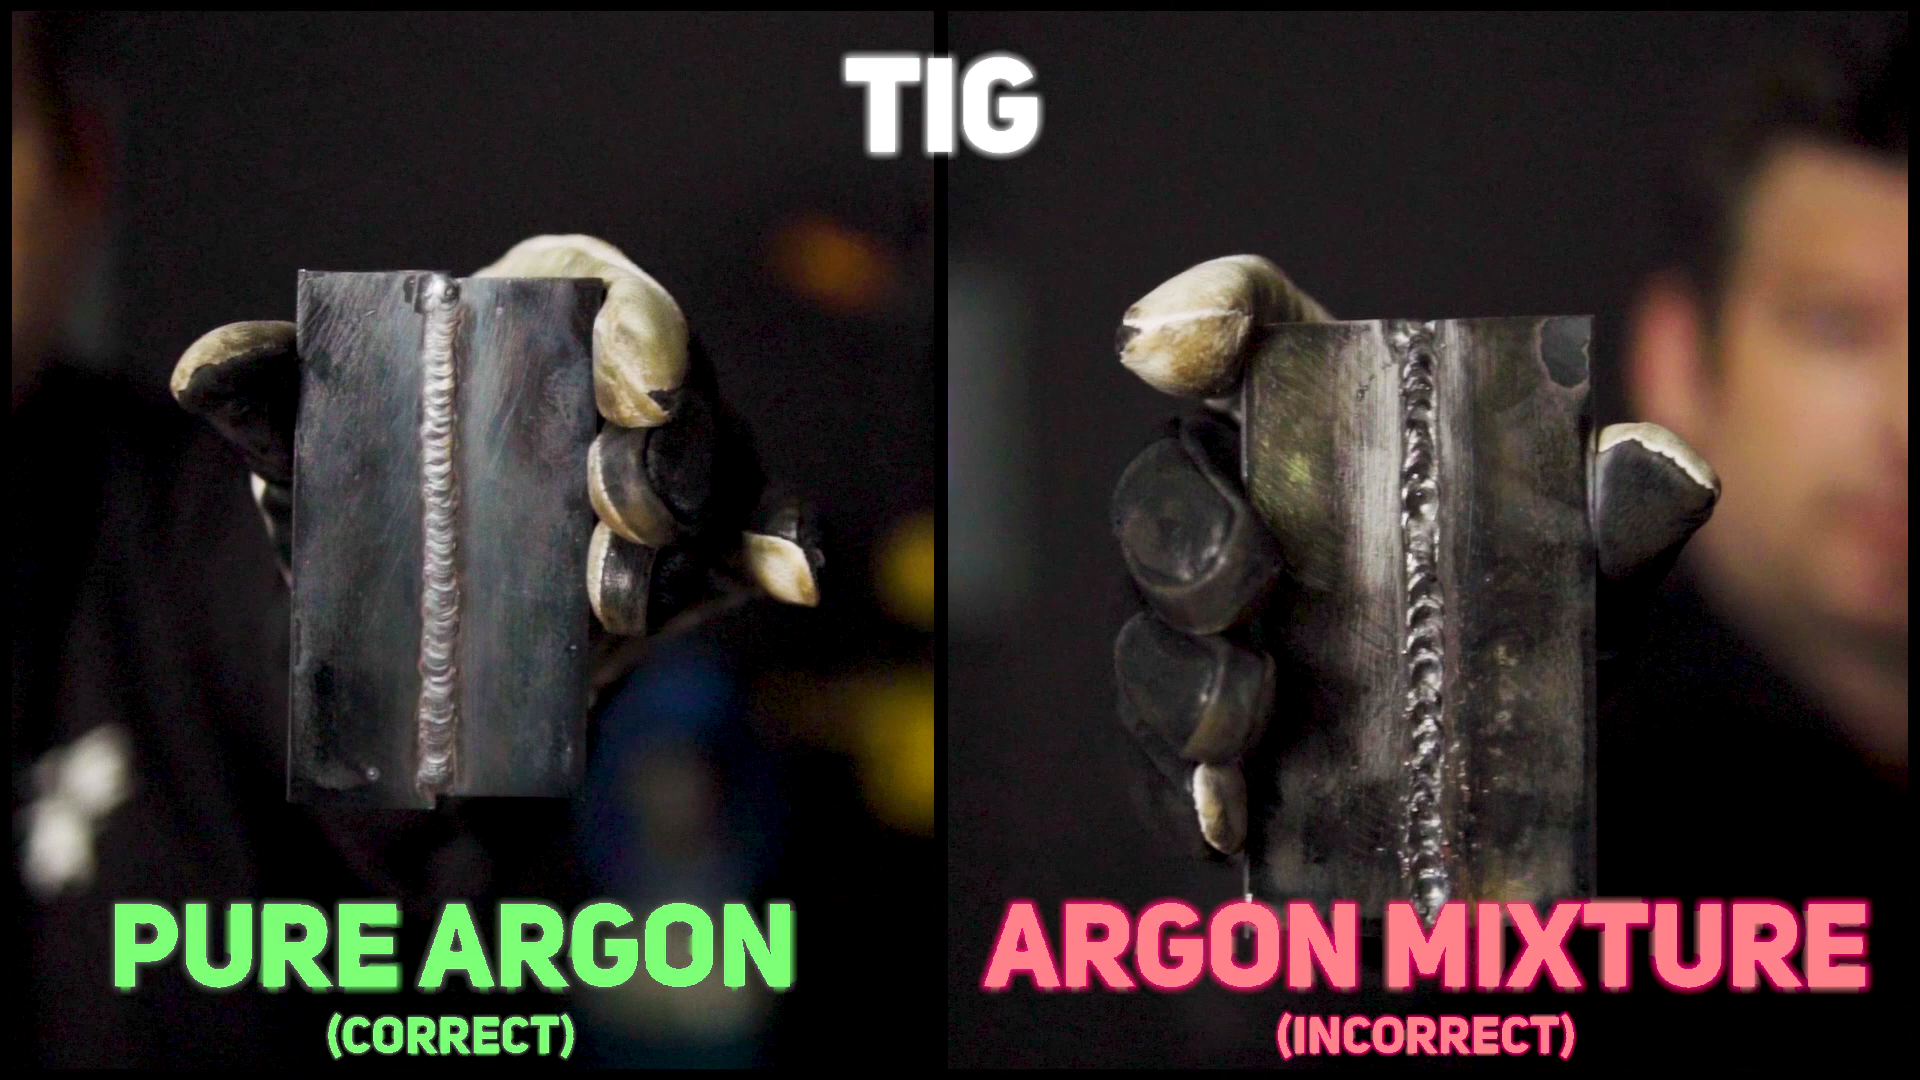 TIG
PURE ARGON
(CORRECT)
ARGON MIXTURE
(INCORRECT)